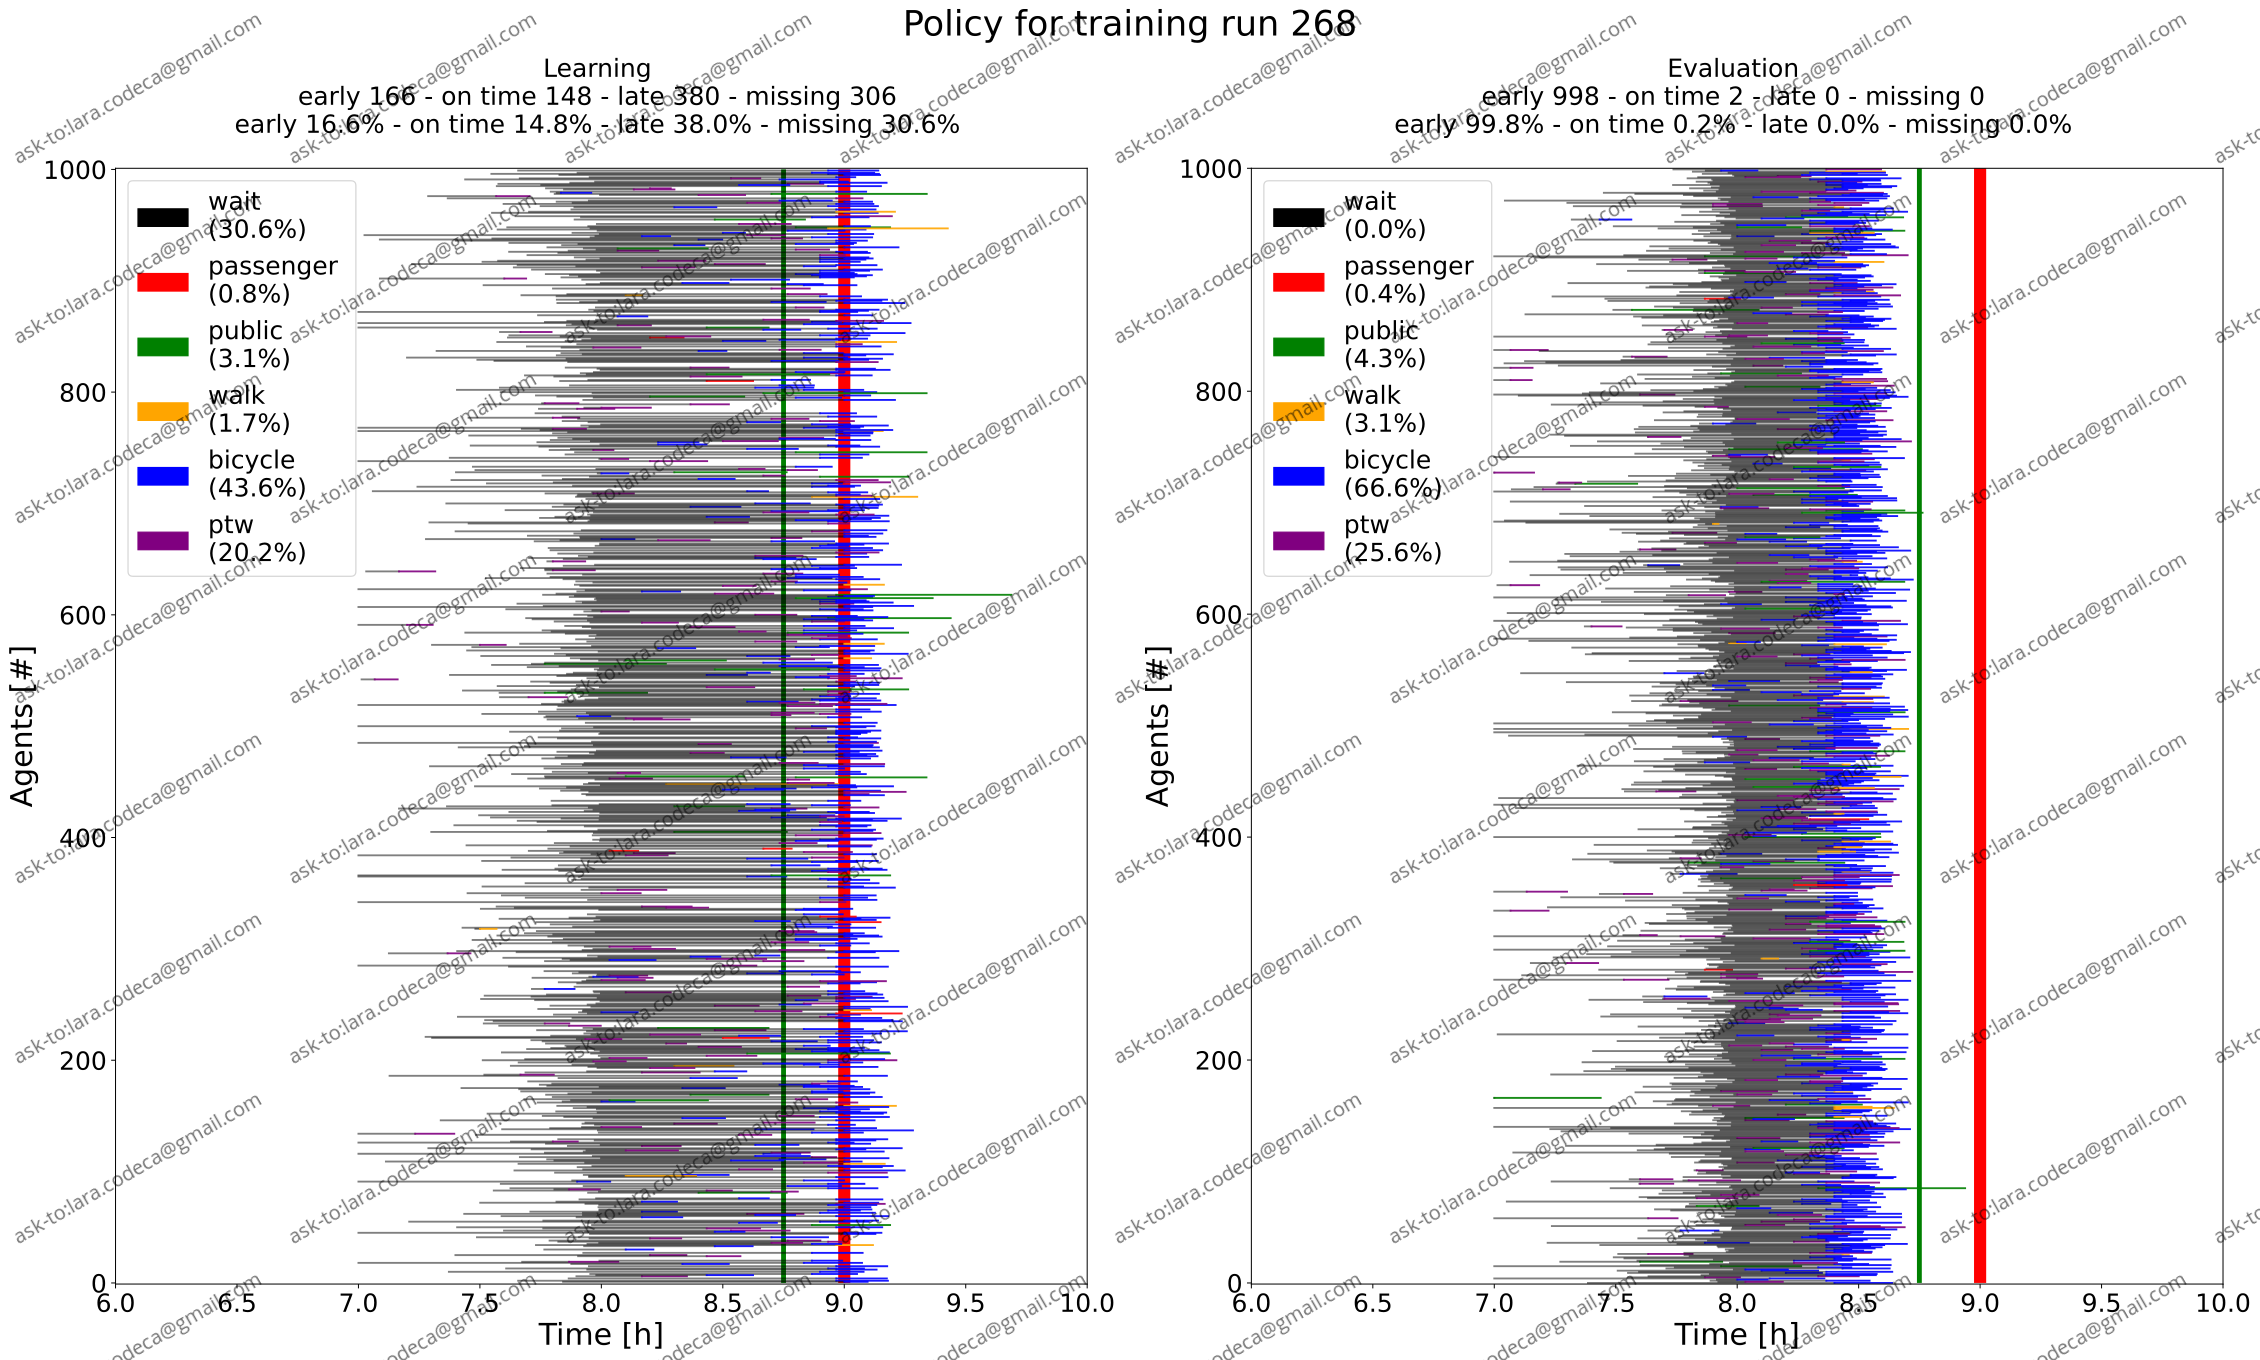 Policy for training run 268
Learning
early 166 - on time 148 - late 380 - missing 306
early 16.6% - on time 14.8% - late 38.0% - missing 30.6%
1000
800
600
400
200
0
Agents [#]
wait
(30.6%)
passenger
(0.8%)
public
(3.1%)
walk
(1.7%)
bicycle
(43.6%)
ptw
(20.2%)
6.0 6.5 7.0 7.5 8.0 8.5 9.0 9.5 10.0
Time [h]
Evaluation
early 998 - on time 2 - late 0 - missing 0
early 99.8% - on time 0.2% - late 0.0% - missing 0.0%
1000
800
600
400
200
0
Agents [#]
wait
(0.0%)
passenger
(0.4%)
public
(4.3%)
walk
(3.1%)
bicycle
(66.6%)
ptw
(25.6%)
6.0 6.5 7.0 7.5 8.0 8.5 9.0 9.5 10.0
Time [h]
ask-to:lara.codeca@gmail.com